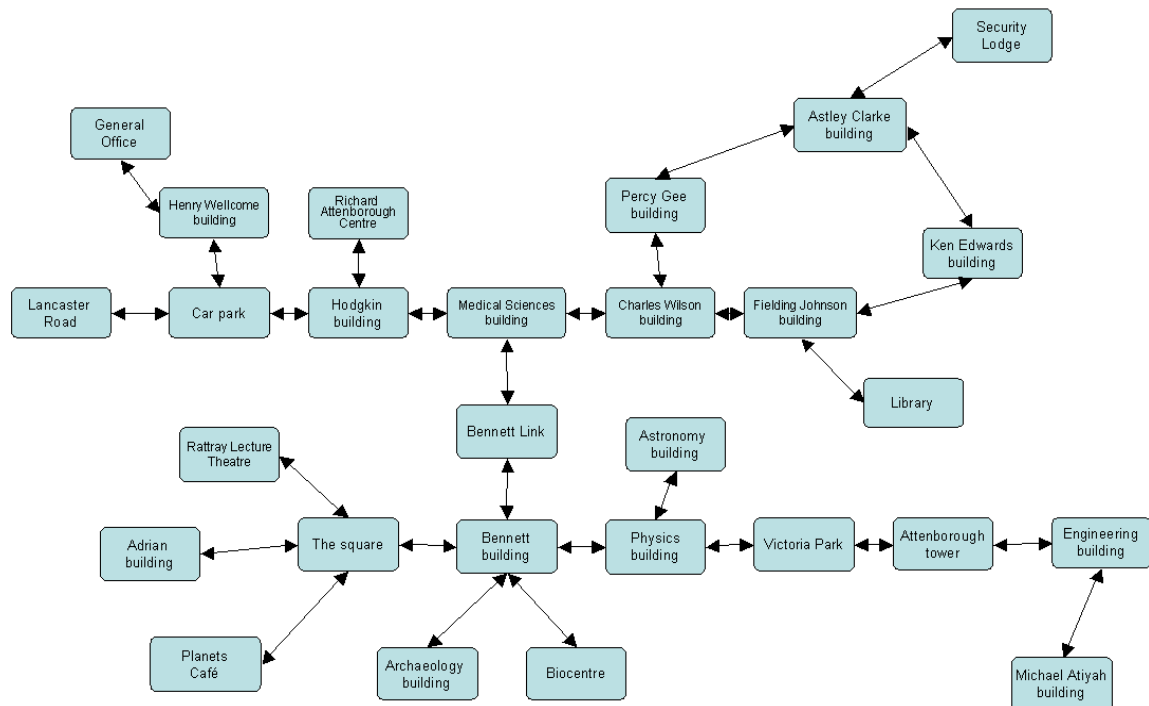 Security
Lodge
Astley Clarke
building
General
Office
Percy Gee
building
Henry Wellcome
building
Richard
Attenborough
Centre
Ken Edwards
building
Lancaster
Road
Car park
Hodgkin
building
Medical Sciences
building
Charles Wilson
building
Fielding Johnson
building
Library
Bennett Link
Astronomy
building
Rattray Lecture
Theatre
Adrian
building
The square
Bennett
building
Physics
building
Victoria Park
Attenborough
tower
Engineering
building
Planets
Café
Archaeology
building
Biocentre
Michael Atiyah
building